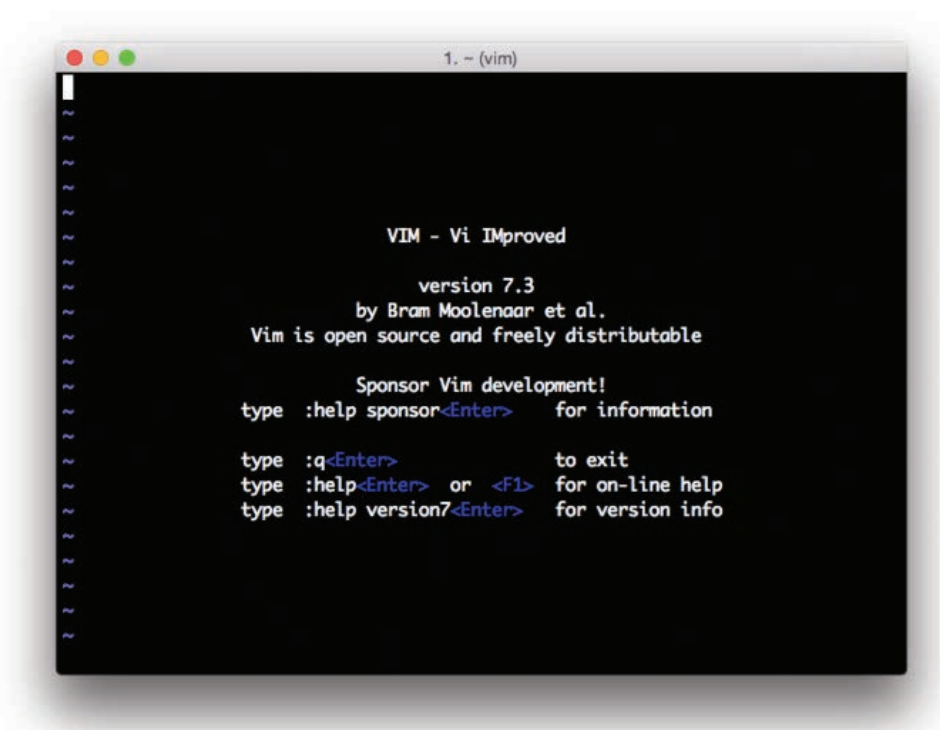 1. ~ (vim)
~
~
~
~
~
~ VIM - Vi IMproved
~
~ version 7.3
~ by Bram Moolenaar et al.
~ Vim is open source and freely distributable
~
~ Sponsor Vim development!
~ type :help sponsor<Enter> for information
~
~ type :q<Enter> to exit
~ type :help<Enter> or <F1> for on-line help
~ type :help version7<Enter> for version info
~
~
~
~
~